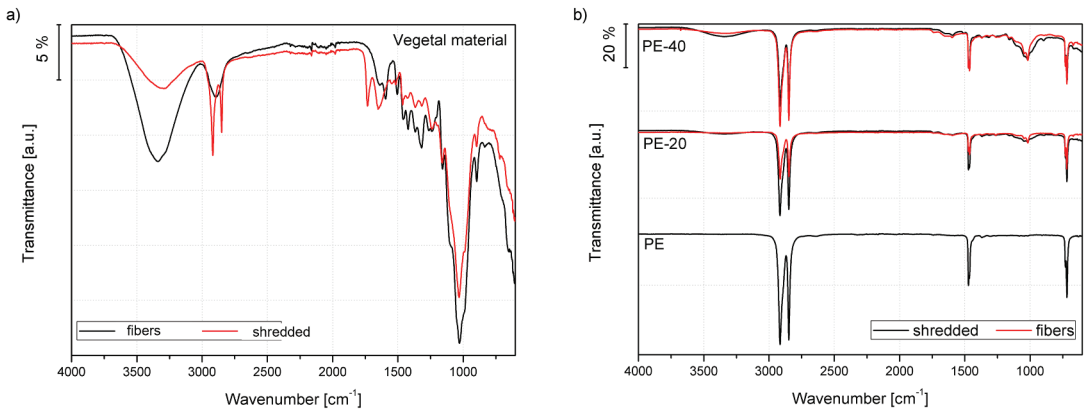 a)
5 %
Vegetal material
Transmittance [a.u.]
fibers
shredded
4000 3500 3000 2500 2000 1500 1000
Wavenumber [cm⁻¹]
b)
20 %
PE-40
PE-20
PE
Transmittance [a.u.]
shredded
fibers
4000 3500 3000 2500 2000 1500 1000
Wavenumber [cm⁻¹]